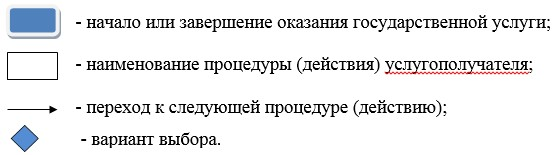 - начало или завершение оказания государственной услуги;
- наименование процедуры (действия) услугополучателя;
- переход к следующей процедуре (действию);
- вариант выбора.